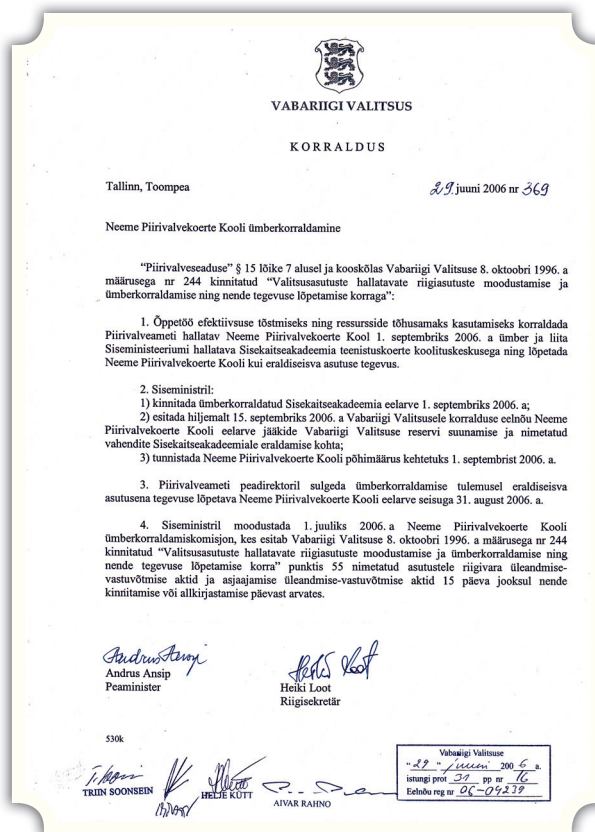 VABARIIGI VALITSUS
KORRALDUS
Tallinn, Toompea
29. juuni 2006 nr 369
Neeme Piirivalvekoerte Kooli ümberkorraldamine
"Piirivalveseaduse" § 15 lõike 7 alusel ja kooskõlas Vabariigi Valitsuse 8. oktoobri 1996. a
määrusega nr 244 kinnitatud "Valitsusasutuste hallatavate riigiasutuste moodustamise ja
ümberkorraldamise ning nende tegevuse lõpetamise korraga":
1. Õppetöö efektiivsuse tõstmiseks ning ressursside tõhusamaks kasutamiseks korraldada
Piirivalveameti hallatav Neeme Piirivalvekoerte Kool 1. septembriks 2006. a ümber ja liita
Siseministeeriumi hallatava Sisekaitseakadeemia teenistuskoerte koolituskeskusega ning lõpetada
Neeme Piirivalvekoerte Kooli kui eraldiseisva asutuse tegevus.
2. Siseministril:
1) kinnitada ümberkorraldatud Sisekaitseakadeemia eelarve 1. septembriks 2006. a;
2) esitada hiljemalt 15. septembriks 2006. a Vabariigi Valitsusele korralduse eelnõu Neeme
Piirivalvekoerte Kooli eelarve jääkide Vabariigi Valitsuse reservi suunamise ja nimetatud
vahendite Sisekaitseakadeemiale eraldamise kohta;
3) tunnistada Neeme Piirivalvekoerte Kooli põhimäärus kehtetuks 1. septembrist 2006. a.
3. Piirivalveameti peadirektoril sulgeda ümberkorraldamise tulemusel eraldiseisva
asutusena tegevuse lõpetava Neeme Piirivalvekoerte Kooli eelarve seisuga 31. august 2006. a.
4. Siseministril moodustada 1. juuliks 2006. a Neeme Piirivalvekoerte Kooli
ümberkorraldamiskomisjon, kes esitab Vabariigi Valitsuse 8. oktoobri 1996. a määrusega nr 244
kinnitatud "Valitsusasutuste hallatavate riigiasutuste moodustamise ja ümberkorraldamise ning
nende tegevuse lõpetamise korra" punktis 55 nimetatud asutustele riigivara üleandmise-
vastuvõtmise aktid ja asjaajamise üleandmise-vastuvõtmise aktid 15 päeva jooksul nende
kinnitamise või allkirjastamise päevast arvates.
Andrus Ansip
Peaminister
Heiki Loot
Riigisekretär
530k
TRIIN SOONSEIN
HELJE KÜTT
AIVAR RAHNO
Vabariigi Valitsuse
"29" juuni 2006 a.
istungi prot 31 pp nr 16
Eelnõu reg nr 06-04239